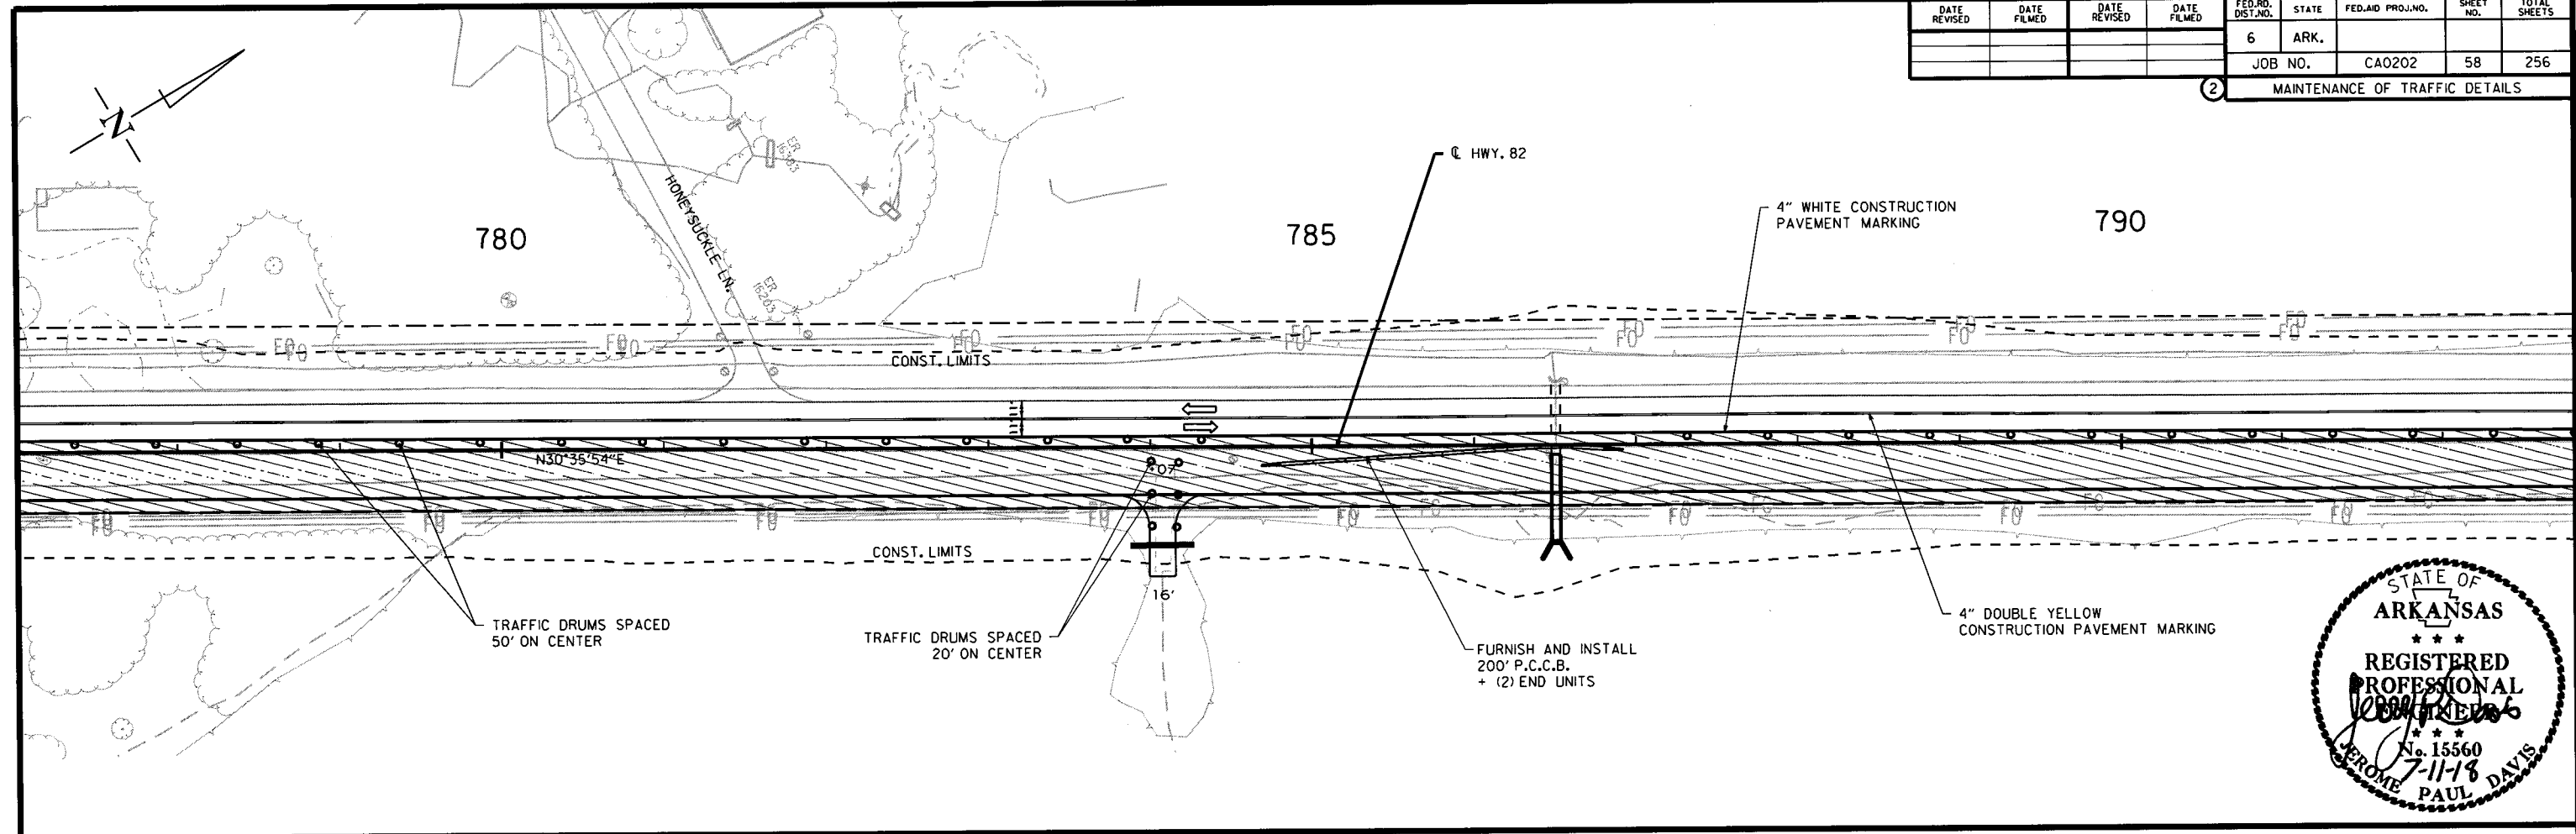 DATE REVISED
DATE FILMED
DATE REVISED
DATE FILMED
FED.RD. DIST.NO.
STATE
FED.AID PROJ.NO.
SHEET NO.
TOTAL SHEETS
6
ARK.
JOB NO.
CA0202
58
256
2
MAINTENANCE OF TRAFFIC DETAILS
N
℄ HWY. 82
4" WHITE CONSTRUCTION
PAVEMENT MARKING
780
785
790
HONEYSUCKLE LN.
ER
ER
16203
CONST. LIMITS
N30°35'54"E
CONST. LIMITS
16'
TRAFFIC DRUMS SPACED
50' ON CENTER
TRAFFIC DRUMS SPACED
20' ON CENTER
FURNISH AND INSTALL
200' P.C.C.B.
+ (2) END UNITS
4" DOUBLE YELLOW
CONSTRUCTION PAVEMENT MARKING
STATE OF
ARKANSAS
REGISTERED
PROFESSIONAL
ENGINEER
No. 15560
7-11-18
JEROME PAUL DAVIS